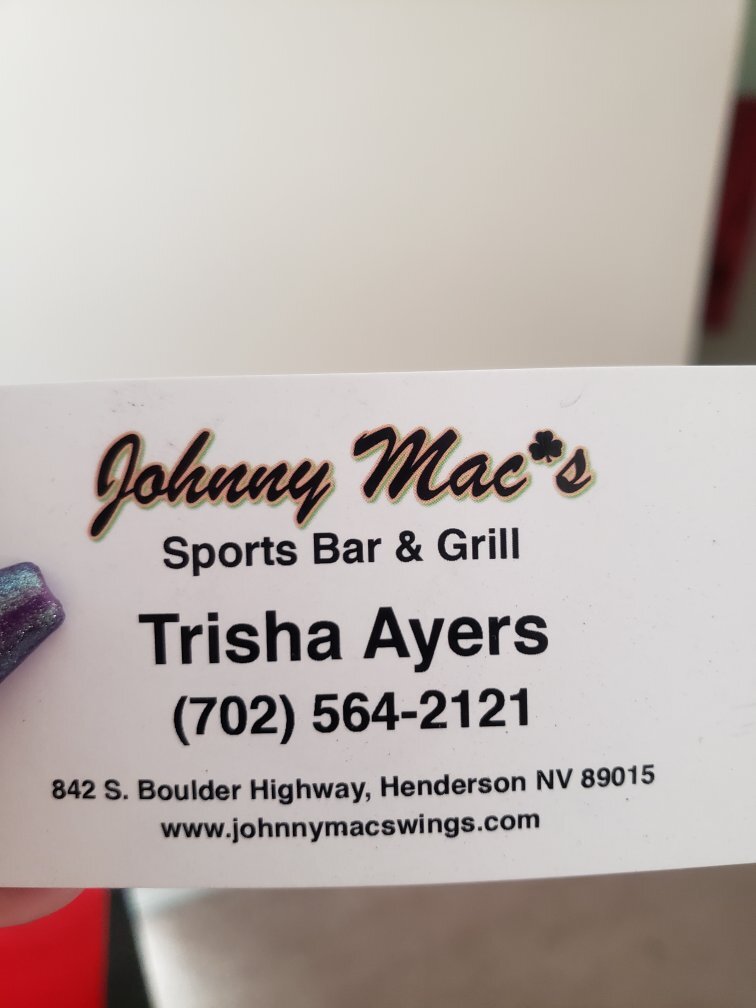 Johnny Mac's
Sports Bar & Grill
Trisha Ayers
(702) 564-2121
842 S. Boulder Highway, Henderson NV 89015
www.johnnymacswings.com